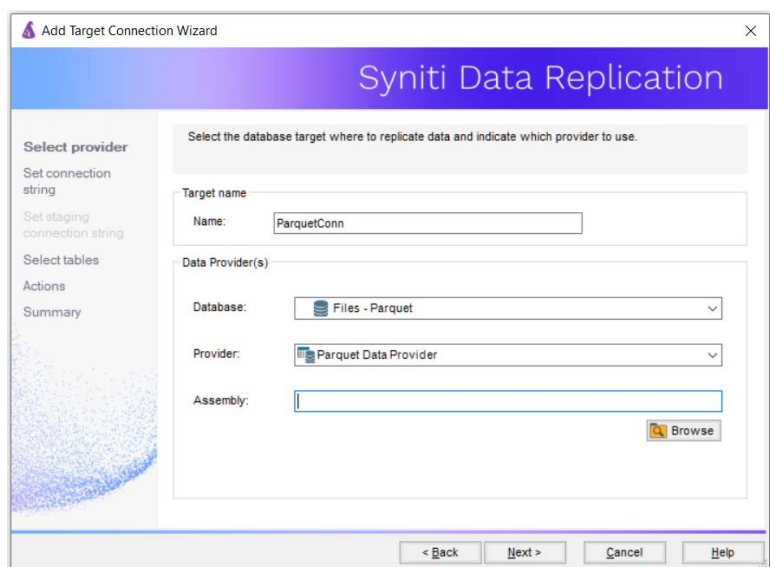 Add Target Connection Wizard
Syniti Data Replication
Select provider
Set connection
string
Set staging
connection string
Select tables
Actions
Summary
Select the database target where to replicate data and indicate which provider to use.
Target name
Name:
ParquetConn
Data Provider(s)
Database:
Files - Parquet
Provider:
Parquet Data Provider
Assembly:
Browse
< Back
Next >
Cancel
Help